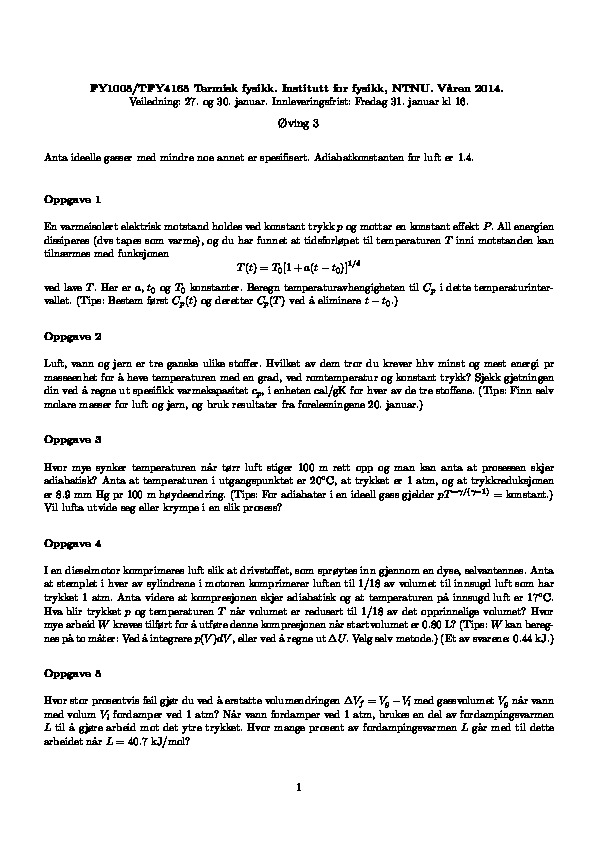 FY1005/TFY4165 Termisk fysikk. Institutt for fysikk, NTNU. Våren 2014.
Veiledning: 27. og 30. januar. Innleveringsfrist: Fredag 31. januar kl 16.
Øving 3
Anta ideelle gasser med mindre noe annet er spesifisert. Adiabatkonstanten for luft er 1.4.
Oppgave 1
En varmeisolert elektrisk motstand holdes ved konstant trykk p og mottar en konstant effekt P. All energien
dissiperes (dvs tapes som varme), og du har funnet at tidsforløpet til temperaturen T inni motstanden kan
tilnærmes med funksjonen
T(t) = T₀[1 + a(t − t₀)]^{1/4}
ved lave T. Her er a, t₀ og T₀ konstanter. Beregn temperaturavhengigheten til C_p i dette temperaturinter-
vallet. (Tips: Bestem først C_p(t) og deretter C_p(T) ved å eliminere t − t₀.)
Oppgave 2
Luft, vann og jern er tre ganske ulike stoffer. Hvilket av dem tror du krever hhv minst og mest energi pr
masseenhet for å heve temperaturen med en grad, ved romtemperatur og konstant trykk? Sjekk gjetningen
din ved å regne ut spesifikk varmekapasitet c_p, i enheten cal/gK for hver av de tre stoffene. (Tips: Finn selv
molare masser for luft og jern, og bruk resultater fra forelesningene 20. januar.)
Oppgave 3
Hvor mye synker temperaturen når tørr luft stiger 100 m rett opp og man kan anta at prosessen skjer
adiabatisk? Anta at temperaturen i utgangspunktet er 20°C, at trykket er 1 atm, og at trykkreduksjonen
er 8.9 mm Hg pr 100 m høydeendring. (Tips: For adiabater i en ideell gass gjelder pT^{−γ/(γ−1)} = konstant.)
Vil lufta utvide seg eller krympe i en slik prosess?
Oppgave 4
I en dieselmotor komprimeres luft slik at drivstoffet, som sprøytes inn gjennom en dyse, selvantennes. Anta
at stemplet i hver av sylindrene i motoren komprimerer luften til 1/18 av volumet til innsugd luft som har
trykket 1 atm. Anta videre at kompresjonen skjer adiabatisk og at temperaturen på innsugd luft er 17°C.
Hva blir trykket p og temperaturen T når volumet er redusert til 1/18 av det opprinnelige volumet? Hvor
mye arbeid W kreves tilført for å utføre denne kompresjonen når startvolumet er 0.80 L? (Tips: W kan bereg-
nes på to måter: Ved å integrere p(V)dV, eller ved å regne ut ΔU. Velg selv metode.) (Et av svarene: 0.44 kJ.)
Oppgave 5
Hvor stor prosentvis feil gjør du ved å erstatte volumendringen ΔV_f = V_g − V_l med gassvolumet V_g når vann
med volum V_l fordamper ved 1 atm? Når vann fordamper ved 1 atm, brukes en del av fordampingsvarmen
L til å gjøre arbeid mot det ytre trykket. Hvor mange prosent av fordampingsvarmen L går med til dette
arbeidet når L = 40.7 kJ/mol?
1